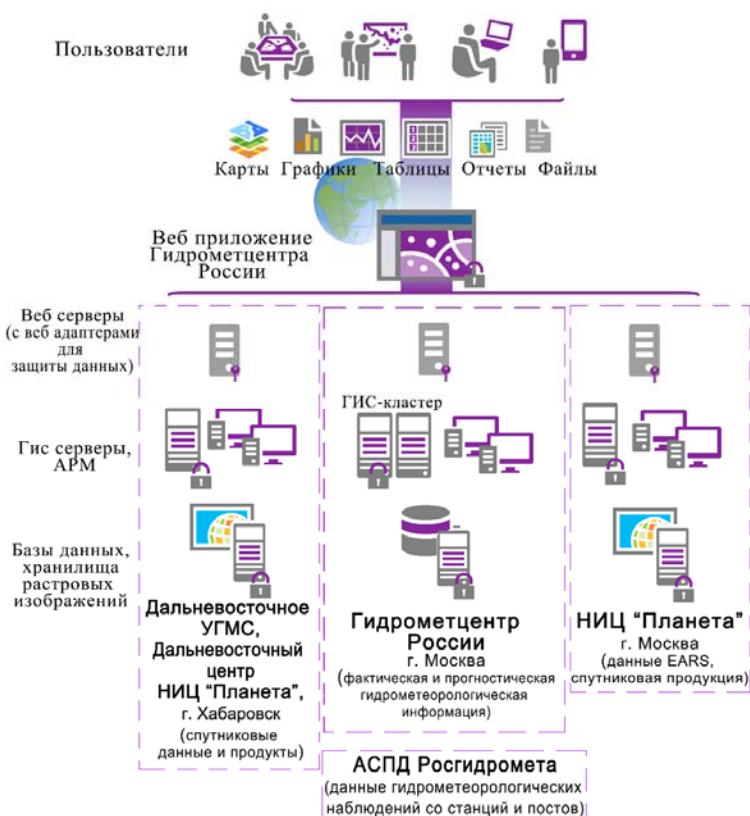 Пользователи
Карты Графики Таблицы Отчеты Файлы
Веб приложение
Гидрометцентра
России
Веб серверы
(с веб адаптерами
для
защиты данных)
ГИС-кластер
Гис серверы,
АРМ
Базы данных,
хранилища
растровых
изображений
Дальневосточное
УГМС,
Дальневосточный
центр
НИЦ "Планета",
г. Хабаровск
(спутниковые
данные и продукты)
Гидрометцентр
России
г. Москва
(фактическая и прогностическая
гидрометеорологическая
информация)
НИЦ "Планета"
г. Москва
(данные EARS,
спутниковая продукция)
АСПД Росгидромета
(данные гидрометеорологических
наблюдений со станций и постов)